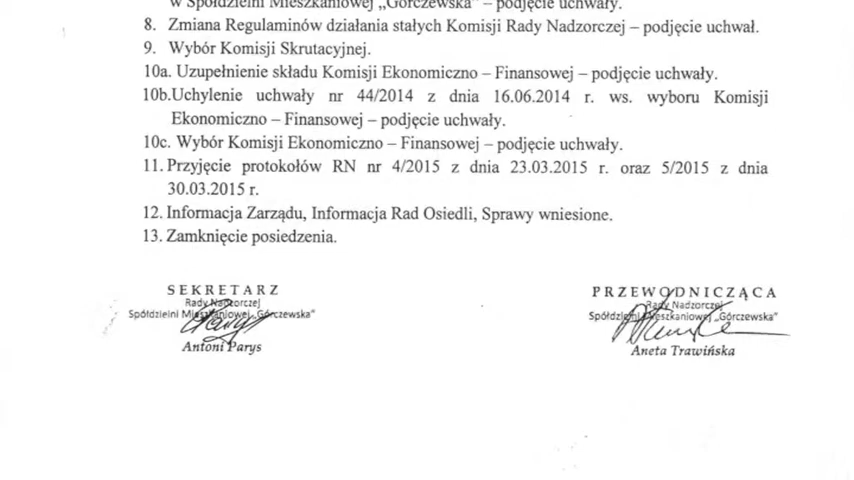 w Spółdzielni Mieszkaniowej „Górczewska" – podjęcie uchwały.
8. Zmiana Regulaminów działania stałych Komisji Rady Nadzorczej – podjęcie uchwał.
9. Wybór Komisji Skrutacyjnej.
10a. Uzupełnienie składu Komisji Ekonomiczno – Finansowej – podjęcie uchwały.
10b.Uchylenie uchwały nr 44/2014 z dnia 16.06.2014 r. ws. wyboru Komisji
Ekonomiczno – Finansowej – podjęcie uchwały.
10c. Wybór Komisji Ekonomiczno – Finansowej – podjęcie uchwały.
11. Przyjęcie protokołów RN nr 4/2015 z dnia 23.03.2015 r. oraz 5/2015 z dnia
30.03.2015 r.
12. Informacja Zarządu, Informacja Rad Osiedli, Sprawy wniesione.
13. Zamknięcie posiedzenia.
SEKRETARZ
Rady Nadzorczej
Spółdzielni Mieszkaniowej „Górczewska"
Antoni Parys
PRZEWODNICZĄCA
Rady Nadzorczej
Spółdzielni Mieszkaniowej „Górczewska"
Aneta Trawińska